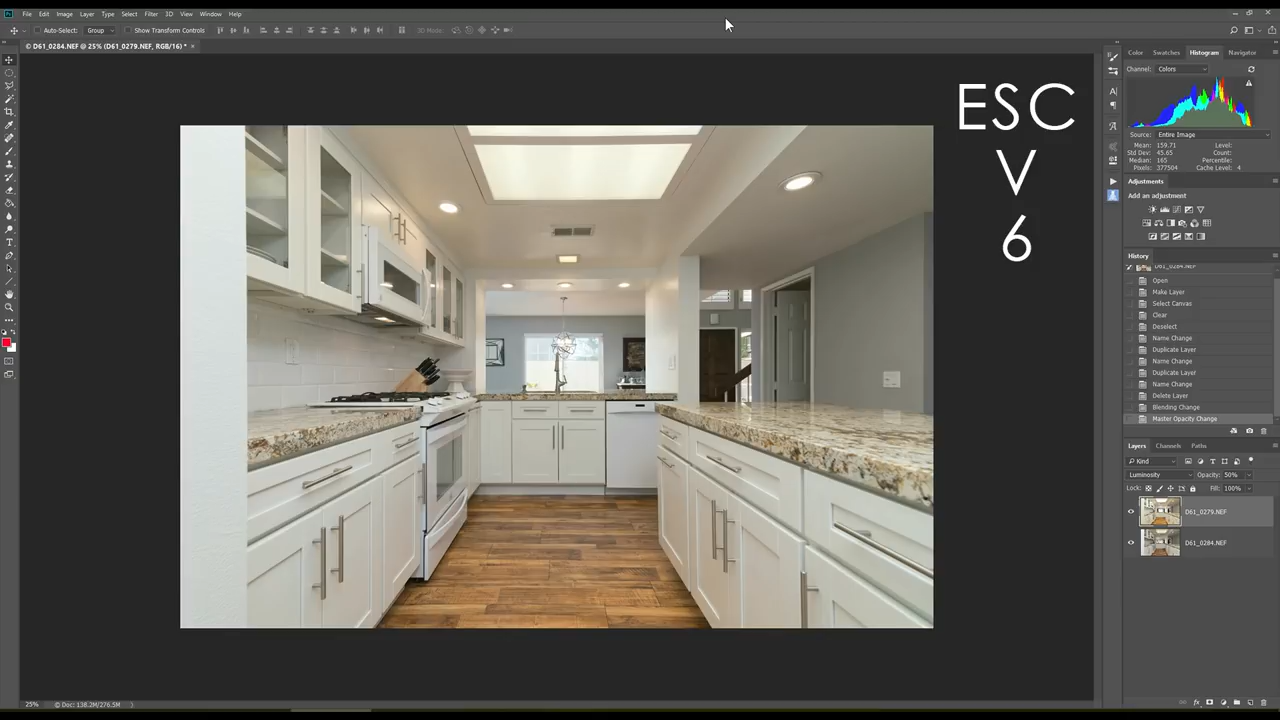 Ps File Edit Image Layer Type Select Filter 3D View Window Help
Auto-Select: Group Show Transform Controls 3D Mode:
© D61_0284.NEF @ 25% (D61_0279.NEF, RGB/16) * ×
Color Swatches Histogram Navigator
Channel: Colors
Source: Entire Image
Mean: 159.71 Level:
Std Dev: 45.65 Count:
Median: 165 Percentile:
Pixels: 377504 Cache Level: 4
ESC
V
6
Adjustments
Add an adjustment
History
D61_0284.NEF
Open
Make Layer
Select Canvas
Clear
Deselect
Name Change
Duplicate Layer
Name Change
Duplicate Layer
Name Change
Delete Layer
Blending Change
Master Opacity Change
Layers Channels Paths
Kind
Luminosity Opacity: 50%
Lock: Fill: 100%
D61_0279.NEF
D61_0284.NEF
25% © Doc: 138.2M/276.5M